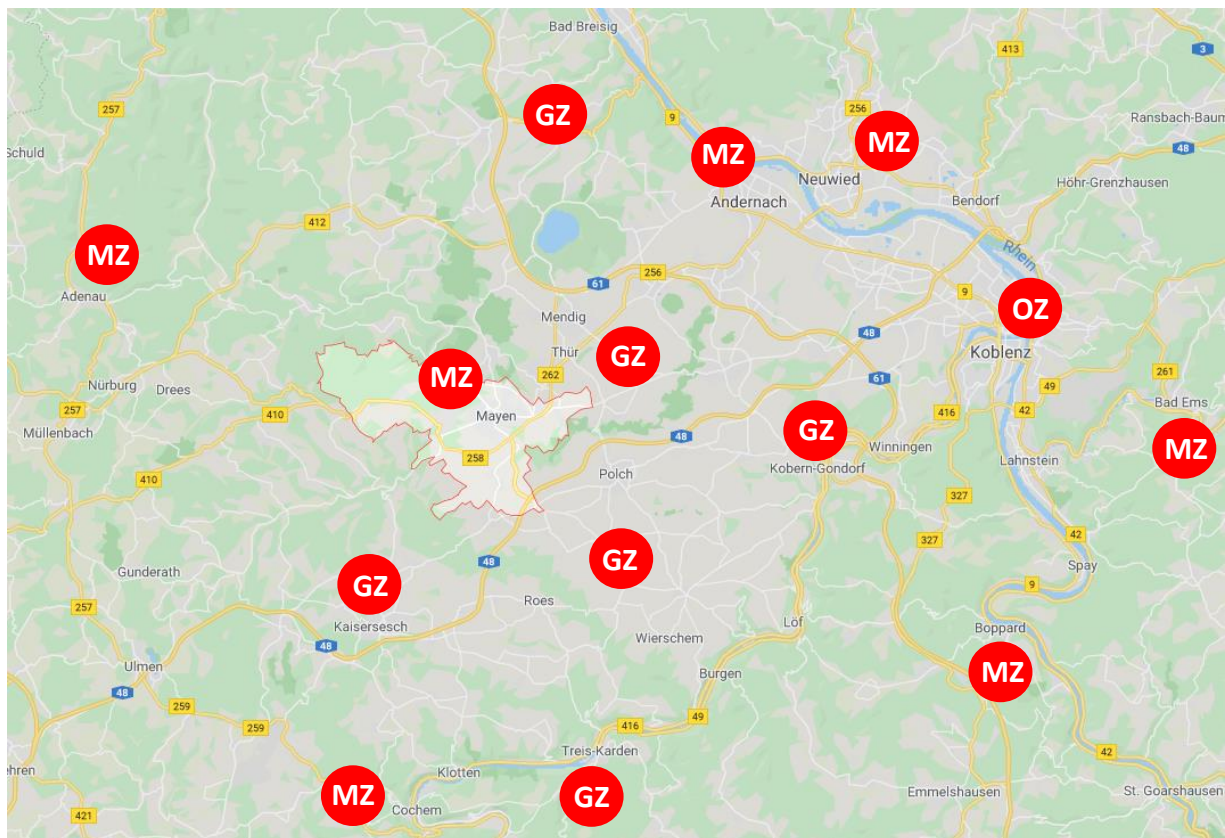 Bad Breisig
413
3
257
GZ
9
256
Ransbach-Baum
MZ
MZ
48
Schuld
Neuwied
Höhr-Grenzhausen
Andernach
Bendorf
412
MZ
Rhein
256
61
Adenau
9
OZ
Mendig
48
Thür
GZ
Koblenz
262
MZ
61
261
49
Nürburg
Drees
Bad Ems
257
410
Mayen
416
42
GZ
Müllenbach
48
Winningen
MZ
258
Kobern-Gondorf
Lahnstein
410
Polch
327
42
327
GZ
48
Spay
Gunderath
GZ
9
Roes
257
Löf
Kaisersesch
Boppard
Wierschem
48
Ulmen
MZ
Burgen
48
259
49
259
416
Treis-Karden
42
ehren
Klotten
MZ
GZ
Emmelshausen
St. Goarshausen
Cochem
421